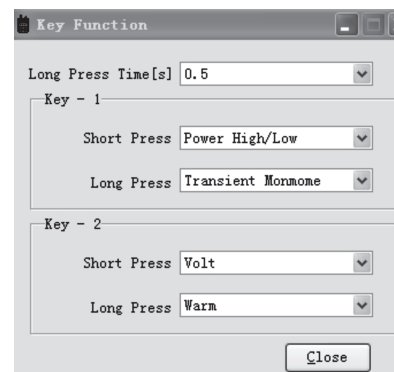 Key Function
Long Press Time[s] 0.5
Key - 1
Short Press Power High/Low
Long Press Transient Monmome
Key - 2
Short Press Volt
Long Press Warm
Close